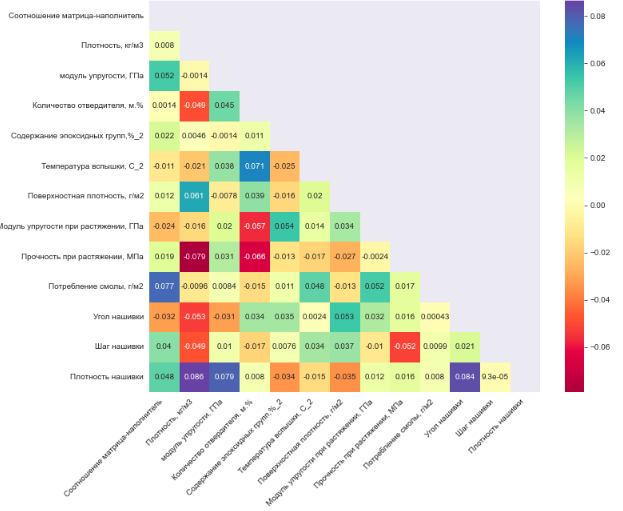 Соотношение матрица-наполнитель
0.08
Плотность, кг/м3 0.008
0.06
модуль упругости, ГПа 0.052 -0.0014
Количество отвердителя, м.% 0.0014 -0.049 0.045
0.04
Содержание эпоксидных групп,%_2 0.022 0.0046 -0.0014 0.011
Температура вспышки, С_2 -0.011 -0.021 0.038 0.071 -0.025
0.02
Поверхностная плотность, г/м2 0.012 0.061 -0.0078 0.039 -0.016 0.02
0.00
Модуль упругости при растяжении, ГПа -0.024 -0.016 0.02 -0.057 0.054 0.014 0.034
Прочность при растяжении, МПа 0.019 -0.079 0.031 -0.066 -0.013 -0.017 -0.027 -0.0024
-0.02
Потребление смолы, г/м2 0.077 -0.0096 0.0084 -0.015 0.011 0.048 -0.013 0.052 0.017
-0.04
Угол нашивки -0.032 -0.053 -0.031 0.034 0.035 0.0024 0.053 0.032 0.016 0.00043
Шаг нашивки 0.04 -0.049 0.01 -0.017 0.0076 0.034 0.037 -0.01 -0.052 0.0099 0.021
-0.06
Плотность нашивки 0.048 0.086 0.079 0.008 -0.034 -0.015 -0.035 0.012 0.016 0.008 0.084 9.3e-05
Соотношение матрица-наполнитель
Плотность, кг/м3
модуль упругости, ГПа
Количество отвердителя, м.%
Содержание эпоксидных групп,%_2
Температура вспышки, С_2
Поверхностная плотность, г/м2
Модуль упругости при растяжении, ГПа
Прочность при растяжении, МПа
Потребление смолы, г/м2
Угол нашивки
Шаг нашивки
Плотность нашивки